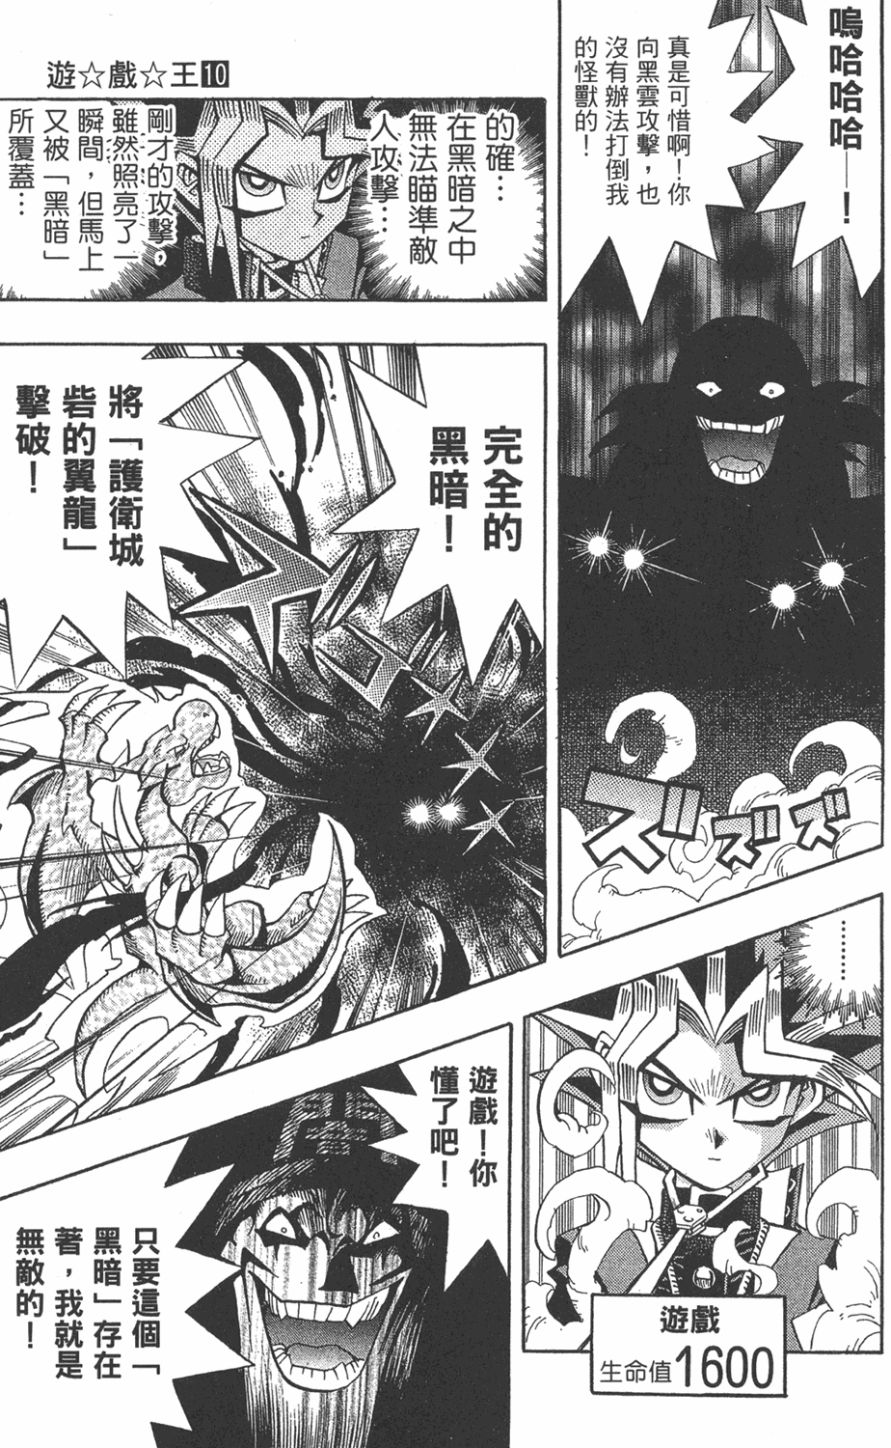 遊☆戲☆王10
嗚哈哈哈—！
真是可惜啊！你
向黑雲攻擊，也
沒有辦法打倒我
的怪獸的！
ズズズ
的確…
在黑暗之中
無法瞄準敵
人攻擊…
剛才的攻擊，
雖然照亮了一
瞬間，但馬上
又被「黑暗」
所覆蓋…
完全的
黑暗！
將「護衛城
砦的翼龍」
擊破！
………
遊戲
生命值1600
遊戲！你
懂了吧！
只要這個「
黑暗」存在
著，我就是
無敵的！